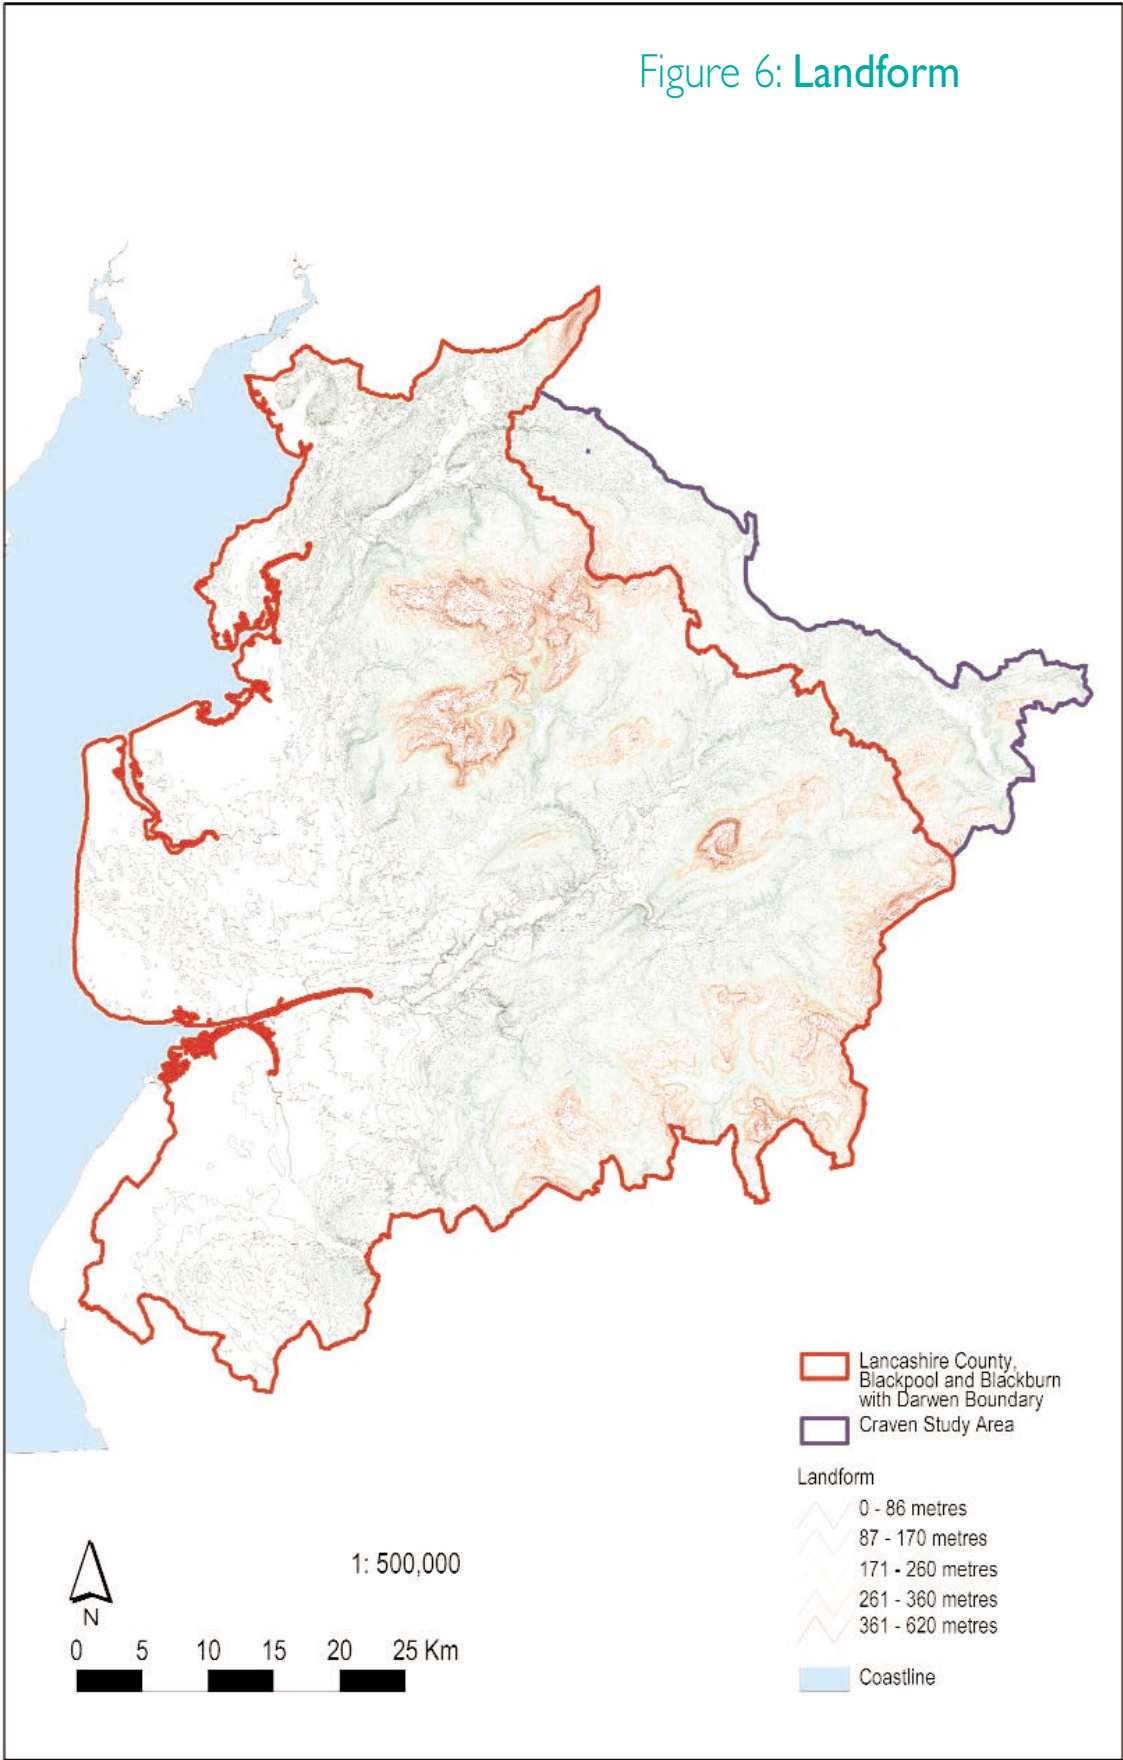 Figure 6: Landform
Lancashire County,
Blackpool and Blackburn
with Darwen Boundary
Craven Study Area
Landform
0 - 86 metres
87 - 170 metres
171 - 260 metres
261 - 360 metres
361 - 620 metres
Coastline
1: 500,000
N
0 5 10 15 20 25 Km